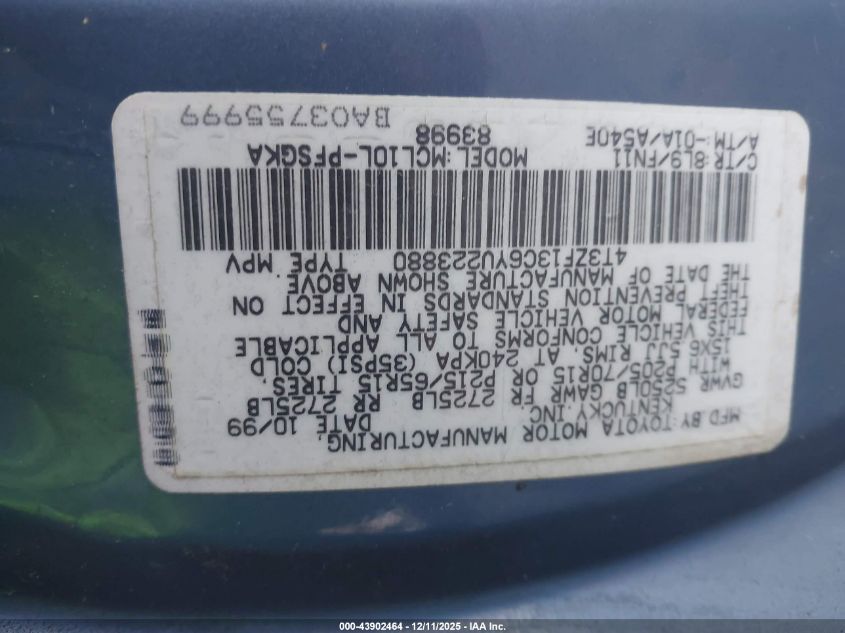 MFD.BY:TOYOTA MOTOR MANUFACTURING,
KENTUCKY,INC. DATE 10/99
GVWR 5250LB GAWR FR 2725LB RR 2725LB
WITH P205/70R15 OR P215/65R15 TIRES,
15X6.5JJ RIMS, AT 240KPA (35PSI) COLD
THIS VEHICLE CONFORMS TO ALL APPLICABLE
FEDERAL MOTOR VEHICLE SAFETY AND
THEFT PREVENTION STANDARDS IN EFFECT ON
THE DATE OF MANUFACTURE SHOWN ABOVE.
4T3ZF13C6YU223880 TYPE MPV
C/TR:8L9/FN11 MODEL:MCL10L-PFSGKA
A/TM:-01A/A540E 83998
BA03755999
000-43902464 - 12/11/2025 - IAA Inc.